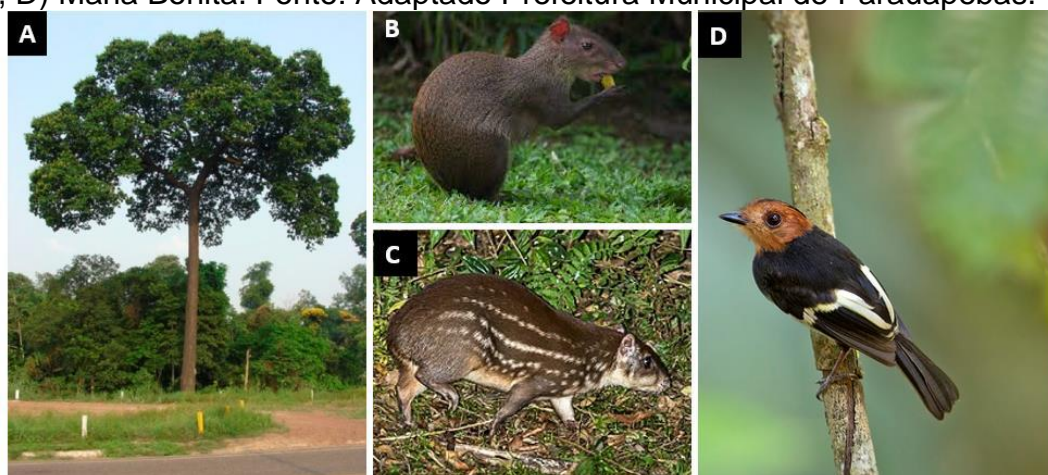 ; D) Maria Bonita. Fonte: Adaptado Prefeitura Municipal de Parauapebas.
A
B
D
C